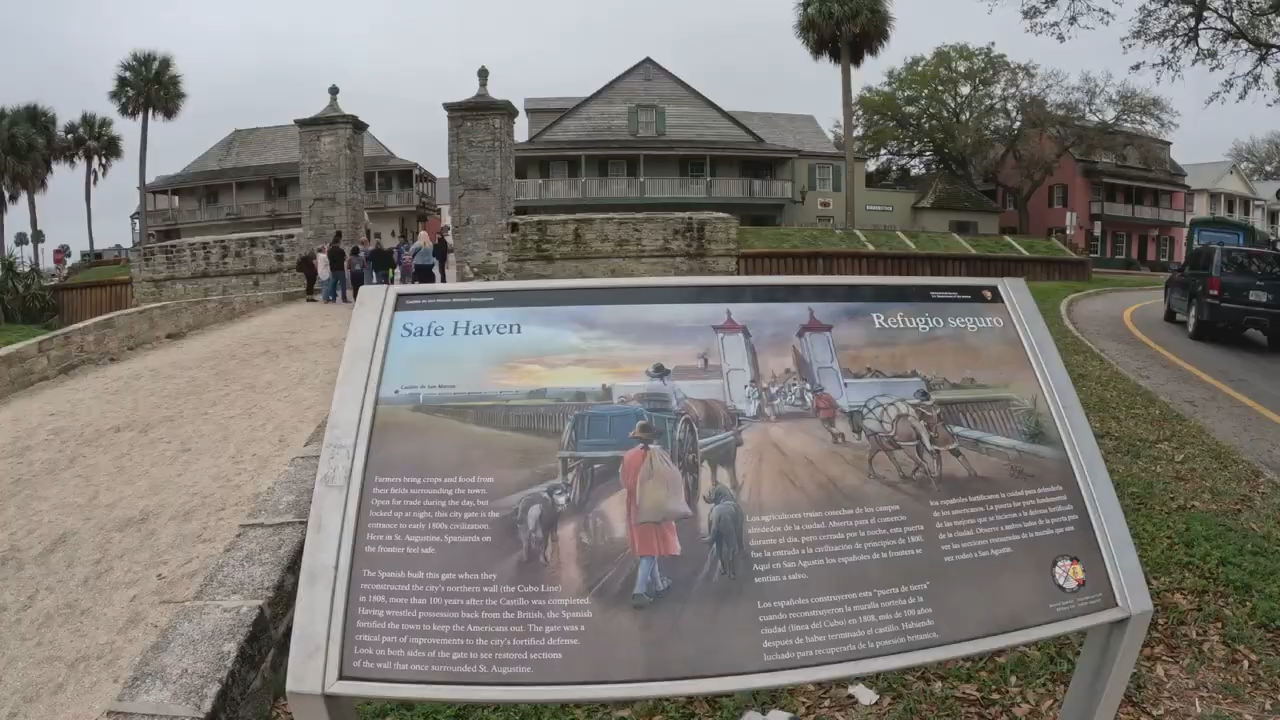 Castillo de San Marcos National Monument
Safe Haven
Refugio seguro
Castillo de San Marcos
Farmers bring crops and food from
their fields surrounding the town.
Open for trade during the day, but
locked up at night, this city gate is the
entrance to early 1800s civilization.
Here in St. Augustine, Spaniards on
the frontier feel safe.
The Spanish built this gate when they
reconstructed the city's northern wall (the Cubo Line)
in 1808, more than 100 years after the Castillo was completed.
Having wrestled possession back from the British, the Spanish
fortified the town to keep the Americans out. The gate was a
critical part of improvements to the city's fortified defense.
Look on both sides of the gate to see restored sections
of the wall that once surrounded St. Augustine.
Los agricultores traían cosechas de los campos
alrededor de la ciudad. Abierta para el comercio
durante el día, pero cerrada por la noche, esta puerta
fue la entrada a la civilización de principios de 1800.
Aquí en San Agustín los españoles de la frontera se
sentían a salvo.
Los españoles construyeron esta "puerta de tierra"
cuando reconstruyeron la muralla norteña de la
ciudad (línea del Cubo) en 1808, más de 100 años
después de haber terminado el castillo. Habiendo
luchado para recuperarla de la posesión britanica,
los españoles fortificaron la ciudad para defenderla
de los americanos. La puerta fue parte fundamental
de las mejoras que se hicieron a la defensa fortificada
de la ciudad. Observe a ambos lados de la puerta para
ver las secciones restauradas de la muralla que una
vez rodeó a San Agustín.